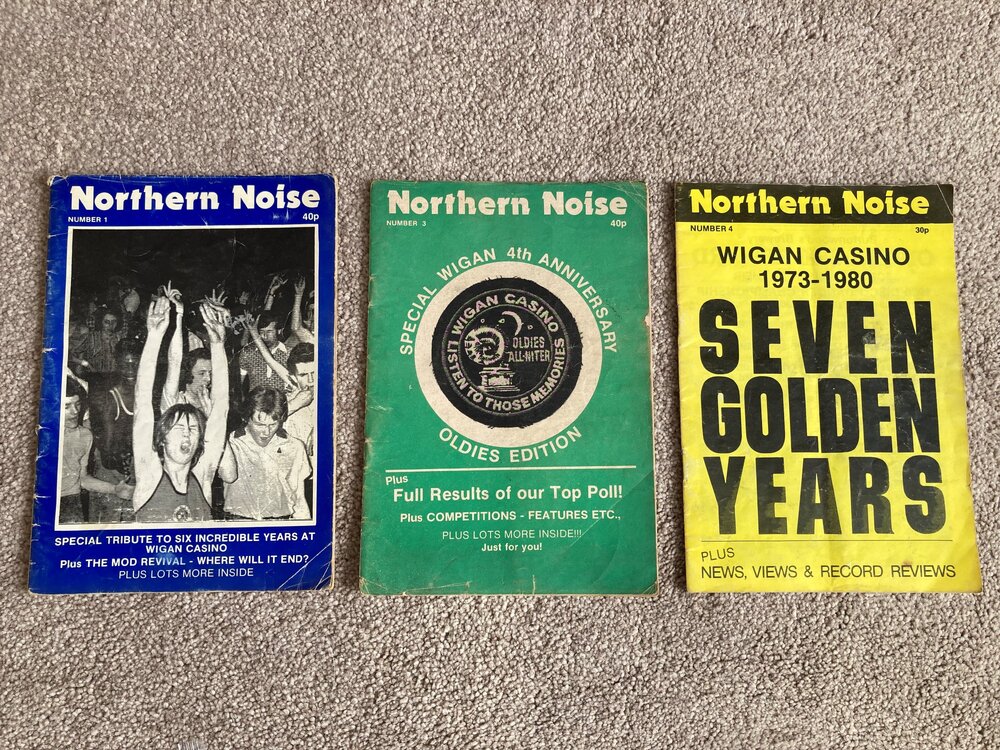 Northern Noise
NUMBER 1
40p
SPECIAL TRIBUTE TO SIX INCREDIBLE YEARS AT
WIGAN CASINO
Plus THE MOD REVIVAL - WHERE WILL IT END?
PLUS LOTS MORE INSIDE
Northern Noise
NUMBER 3
40p
SPECIAL WIGAN 4th ANNIVERSARY
WIGAN CASINO
OLDIES
ALL-NITER
LISTEN TO THOSE MEMORIES
OLDIES EDITION
Plus
Full Results of our Top Poll!
Plus COMPETITIONS - FEATURES ETC.,
PLUS LOTS MORE INSIDE!!!
Just for you!
Northern Noise
NUMBER 4
30p
WIGAN CASINO
1973-1980
SEVEN
GOLDEN
YEARS
PLUS
NEWS, VIEWS & RECORD REVIEWS